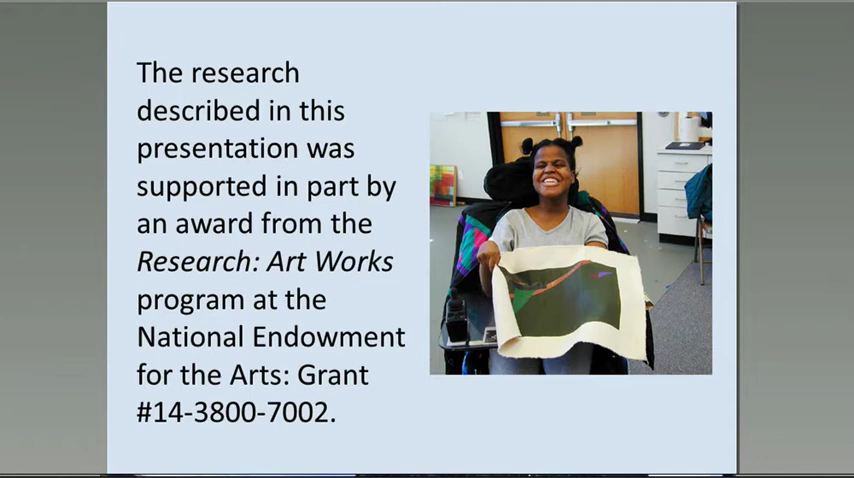 The research
described in this
presentation was
supported in part by
an award from the
Research: Art Works
program at the
National Endowment
for the Arts: Grant
#14-3800-7002.